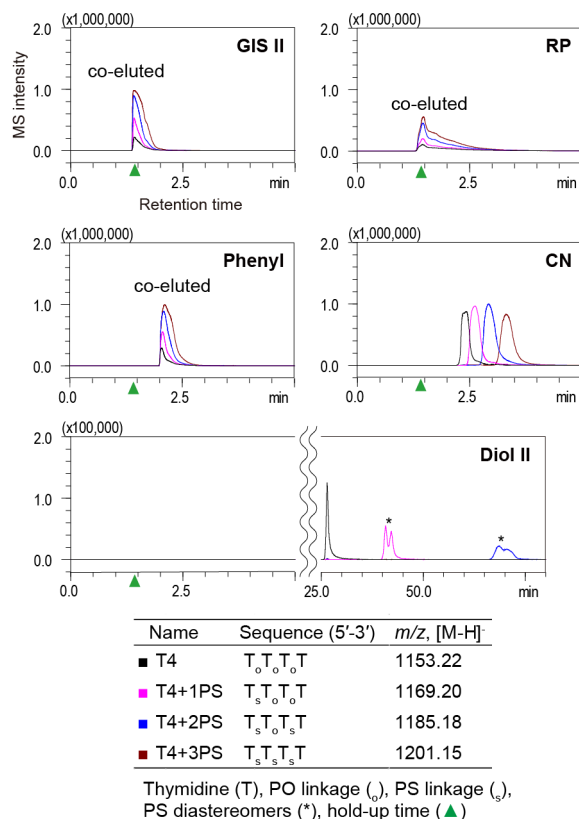 (x1,000,000)
GIS II
co-eluted
MS intensity
2.0
1.0
0.0
0.0
2.5
min
Retention time
(x1,000,000)
RP
co-eluted
2.0
1.0
0.0
0.0
2.5
min
(x1,000,000)
Phenyl
co-eluted
2.0
1.0
0.0
0.0
2.5
min
(x1,000,000)
CN
2.0
1.0
0.0
0.0
2.5
min
(x100,000)
Diol II
2.0
1.0
0.0
*
*
0.0
2.5
25.0
50.0
min
Name Sequence (5′-3′) m/z, [M-H]⁻
T4 TₒTₒTₒT 1153.22
T4+1PS TₛTₒTₒT 1169.20
T4+2PS TₛTₒTₛT 1185.18
T4+3PS TₛTₛTₛT 1201.15
Thymidine (T), PO linkage (ₒ), PS linkage (ₛ),
PS diastereomers (*), hold-up time (▲)